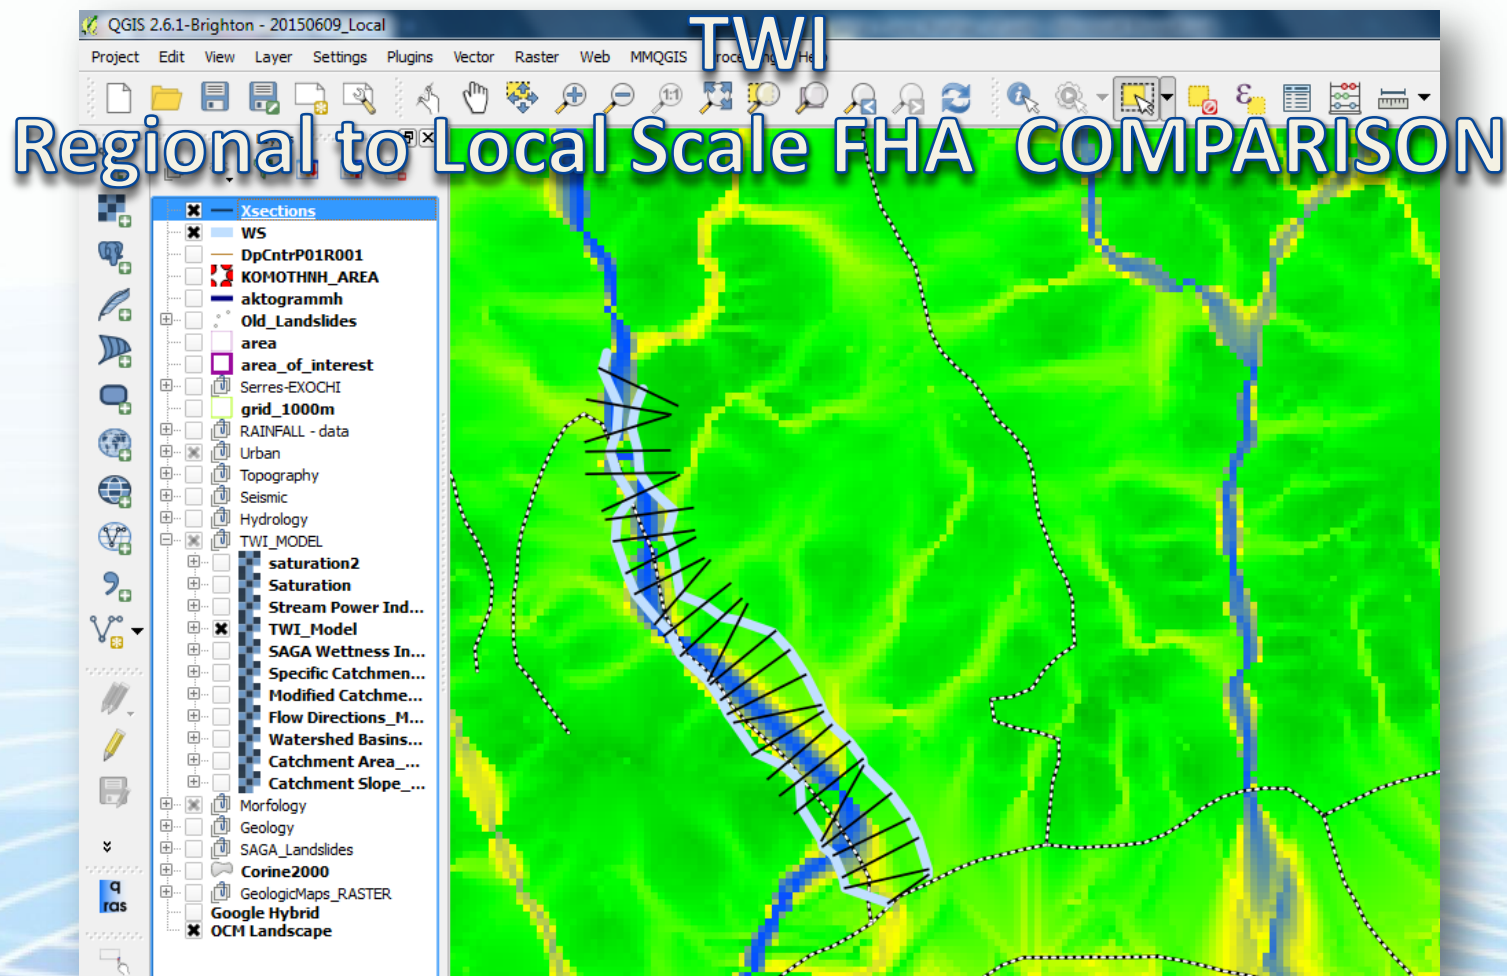 QGIS 2.6.1-Brighton - 20150609_Local
TWI
Project Edit View Layer Settings Plugins Vector Raster Web MMQGIS Processing Help
Regional to Local Scale FHA COMPARISON
Xsections
WS
DpCntrP01R001
KOMOTHNH_AREA
aktogrammh
Old_Landslides
area
area_of_interest
Serres-EXOCHI
grid_1000m
RAINFALL - data
Urban
Topography
Seismic
Hydrology
TWI_MODEL
saturation2
Saturation
Stream Power Ind...
TWI_Model
SAGA Wettness In...
Specific Catchmen...
Modified Catchme...
Flow Directions_M...
Watershed Basins...
Catchment Area_...
Catchment Slope_...
Morfology
Geology
SAGA_Landslides
Corine2000
GeologicMaps_RASTER
Google Hybrid
OCM Landscape
q
ras